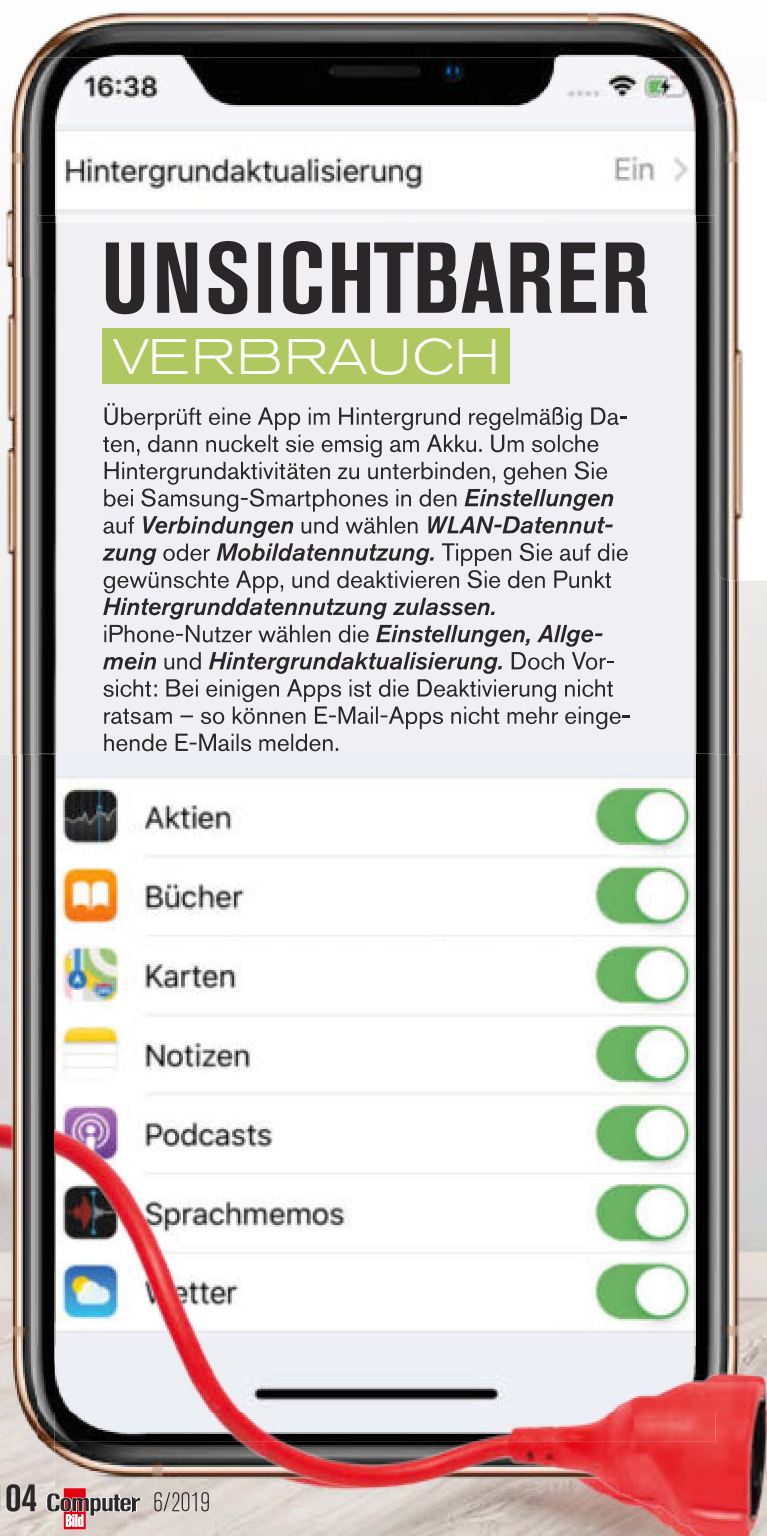 16:38
Hintergrundaktualisierung Ein
UNSICHTBARER
VERBRAUCH
Überprüft eine App im Hintergrund regelmäßig Da-
ten, dann nuckelt sie emsig am Akku. Um solche
Hintergrundaktivitäten zu unterbinden, gehen Sie
bei Samsung-Smartphones in den Einstellungen
auf Verbindungen und wählen WLAN-Datennut-
zung oder Mobildatennutzung. Tippen Sie auf die
gewünschte App, und deaktivieren Sie den Punkt
Hintergrunddatennutzung zulassen.
iPhone-Nutzer wählen die Einstellungen, Allge-
mein und Hintergrundaktualisierung. Doch Vor-
sicht: Bei einigen Apps ist die Deaktivierung nicht
ratsam – so können E-Mail-Apps nicht mehr einge-
hende E-Mails melden.
Aktien
Bücher
Karten
Notizen
Podcasts
Sprachmemos
Wetter
04 Computer 6/2019
Bild